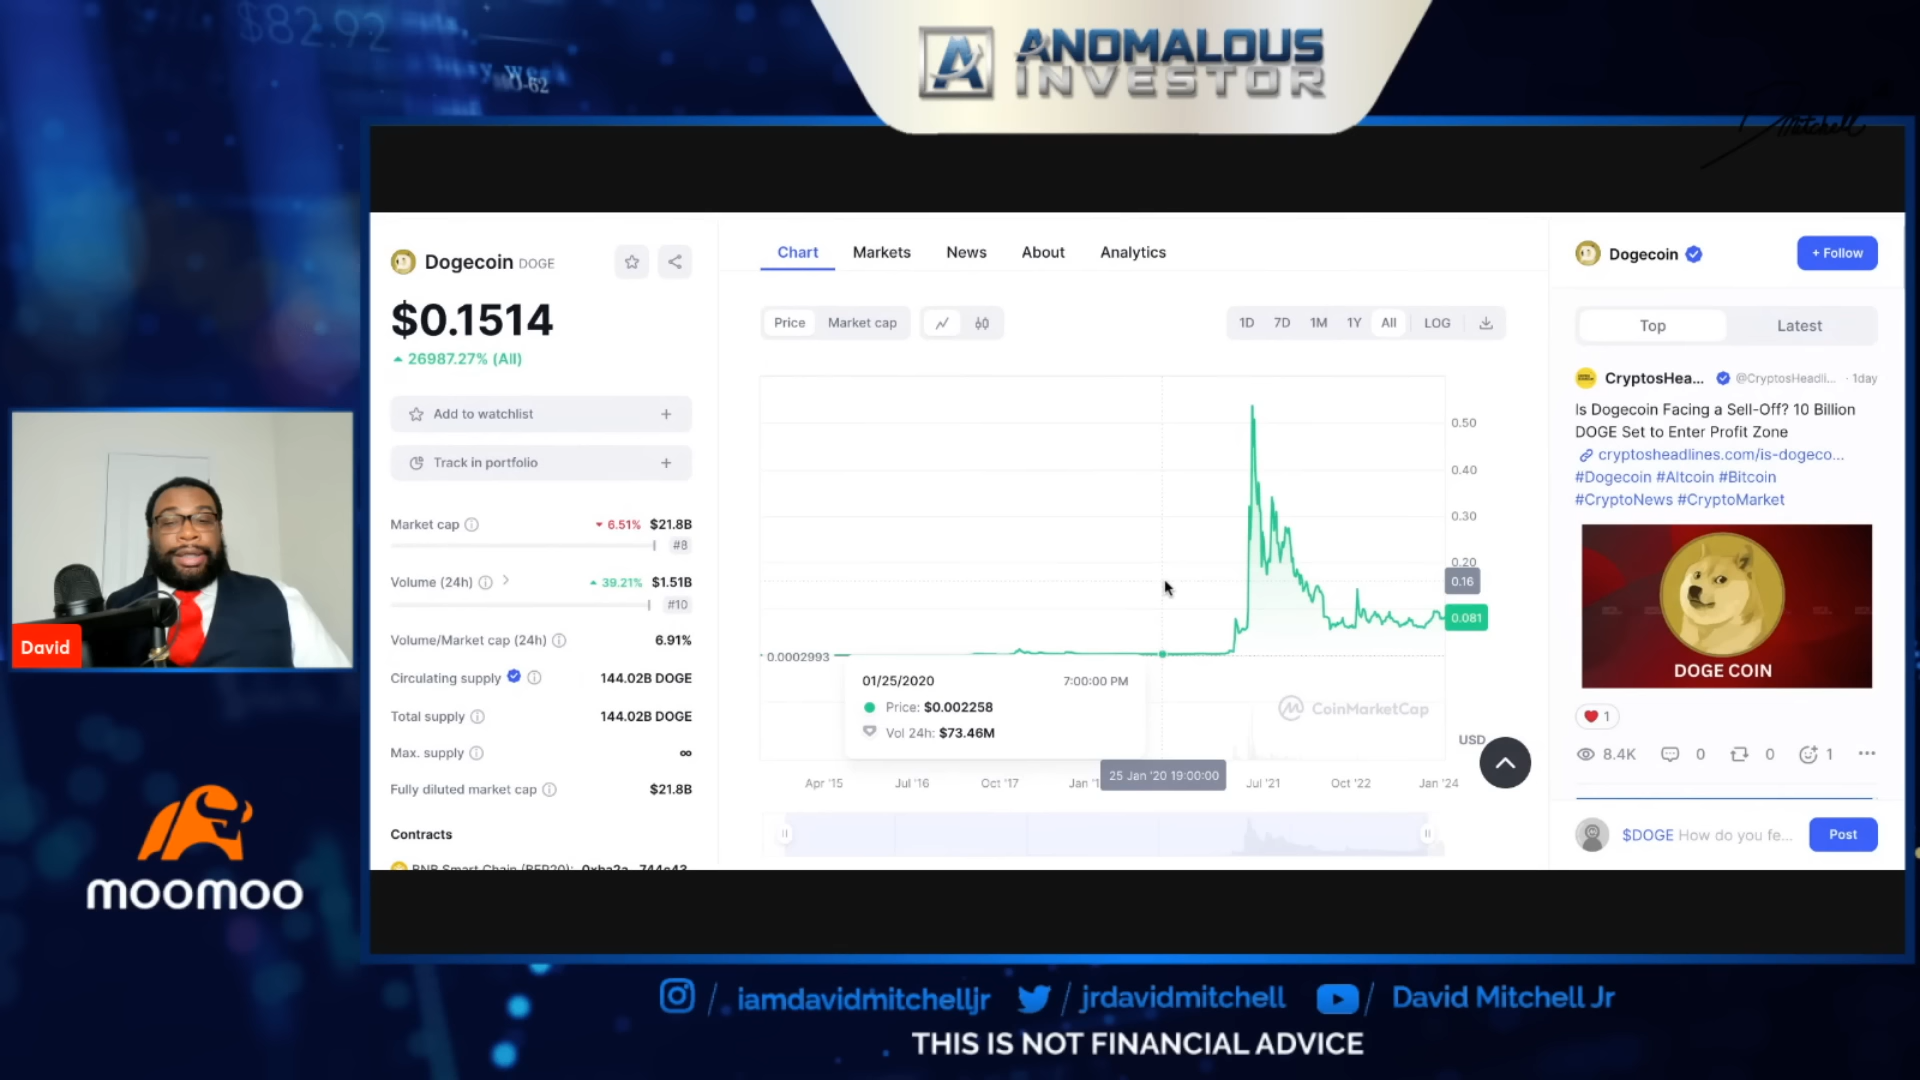 $82.92
ANOMALOUS
INVESTOR
Mitchell
Dogecoin DOGE
$0.1514
26987.27% (All)
Add to watchlist +
Track in portfolio +
Market cap 6.51% $21.8B
#8
Volume (24h) 39.21% $1.51B
#10
Volume/Market cap (24h) 6.91%
Circulating supply 144.02B DOGE
Total supply 144.02B DOGE
Max. supply ∞
Fully diluted market cap $21.8B
Contracts
Chart Markets News About Analytics
Price Market cap
1D 7D 1M 1Y All LOG
0.50
0.40
0.30
0.20
0.16
0.081
0.0002993
01/25/2020 7:00:00 PM
Price: $0.002258
Vol 24h: $73.46M
CoinMarketCap
USD
Apr '15 Jul '16 Oct '17 Jan '1 25 Jan '20 19:00:00 Jul '21 Oct '22 Jan '24
Dogecoin + Follow
Top Latest
CryptosHea... @CryptosHeadli... · 1day
Is Dogecoin Facing a Sell-Off? 10 Billion
DOGE Set to Enter Profit Zone
cryptosheadlines.com/is-dogeco...
#Dogecoin #Altcoin #Bitcoin
#CryptoNews #CryptoMarket
DOGE COIN
1
8.4K 0 0 1
$DOGE How do you fe... Post
David
moomoo
/ iamdavidmitchelljr / jrdavidmitchell / David Mitchell Jr
THIS IS NOT FINANCIAL ADVICE